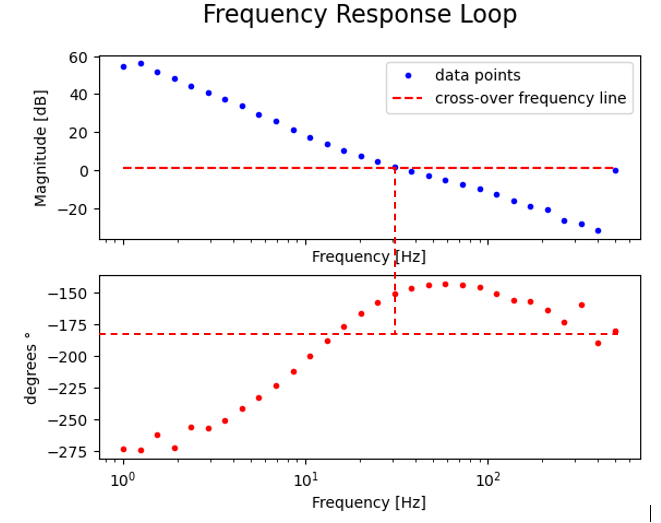 Frequency Response Loop
60
40
20
0
−20
Magnitude [dB]
data points
cross-over frequency line
Frequency [Hz]
−150
−175
−200
−225
−250
−275
degrees °
10⁰
10¹
10²
Frequency [Hz]